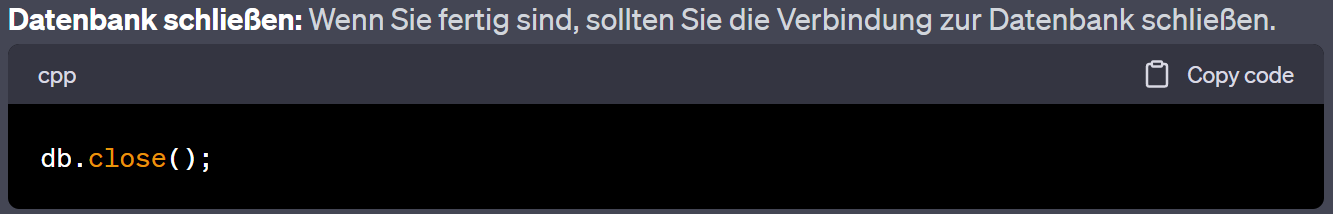 Datenbank schließen: Wenn Sie fertig sind, sollten Sie die Verbindung zur Datenbank schließen.
cpp Copy code
db.close();